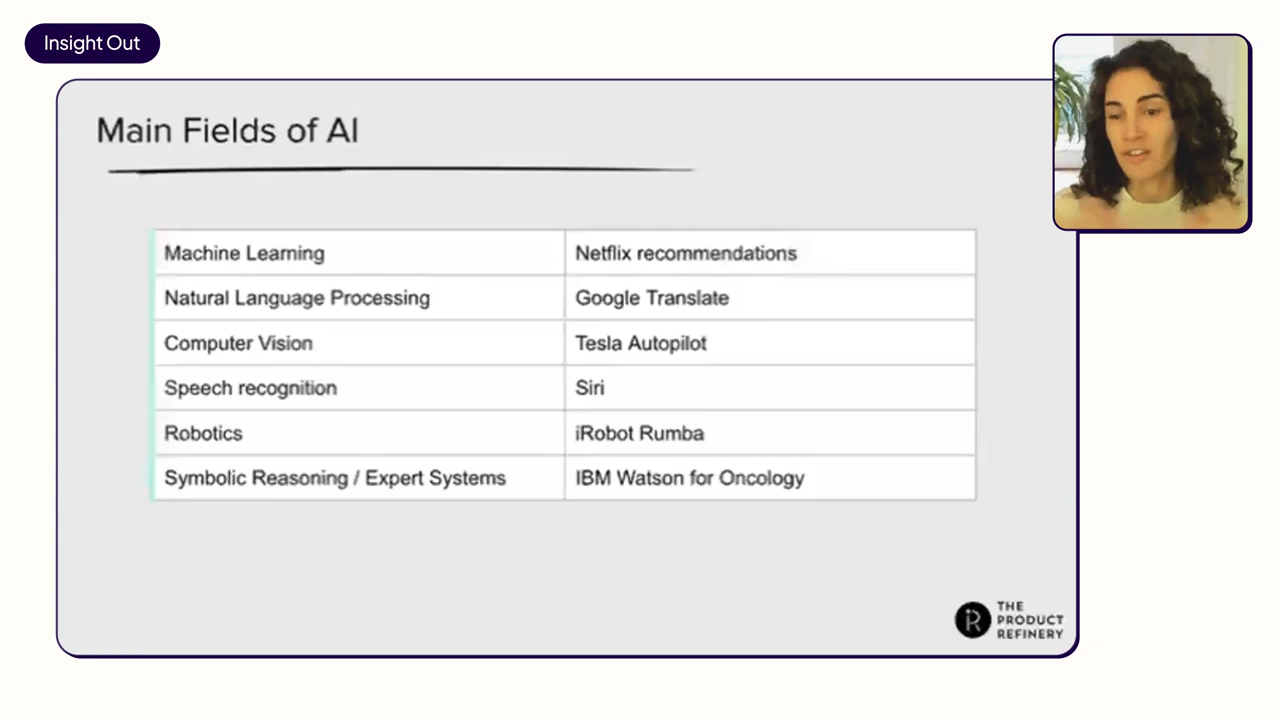 Insight Out
Main Fields of AI
Machine Learning
Netflix recommendations
Natural Language Processing
Google Translate
Computer Vision
Tesla Autopilot
Speech recognition
Siri
Robotics
iRobot Rumba
Symbolic Reasoning / Expert Systems
IBM Watson for Oncology
THE
PRODUCT
REFINERY